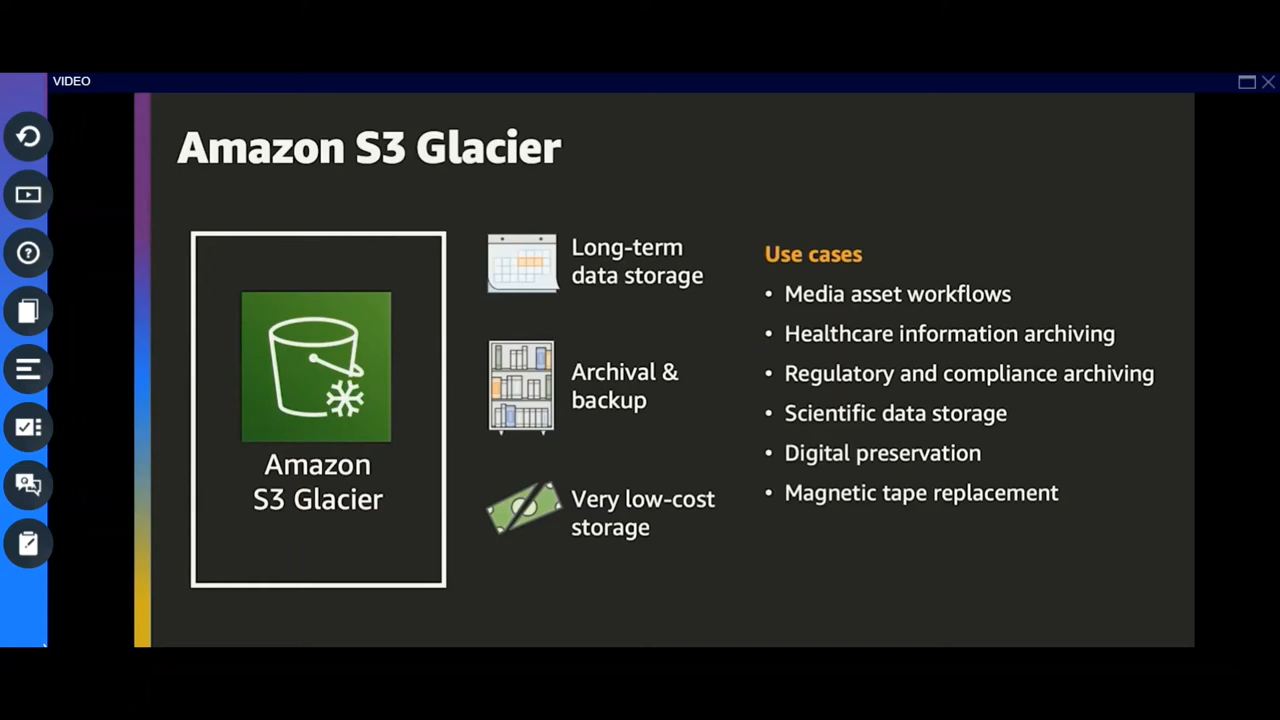 VIDEO
Amazon S3 Glacier
Amazon
S3 Glacier
Long-term
data storage
Archival &
backup
Very low-cost
storage
Use cases
• Media asset workflows
• Healthcare information archiving
• Regulatory and compliance archiving
• Scientific data storage
• Digital preservation
• Magnetic tape replacement